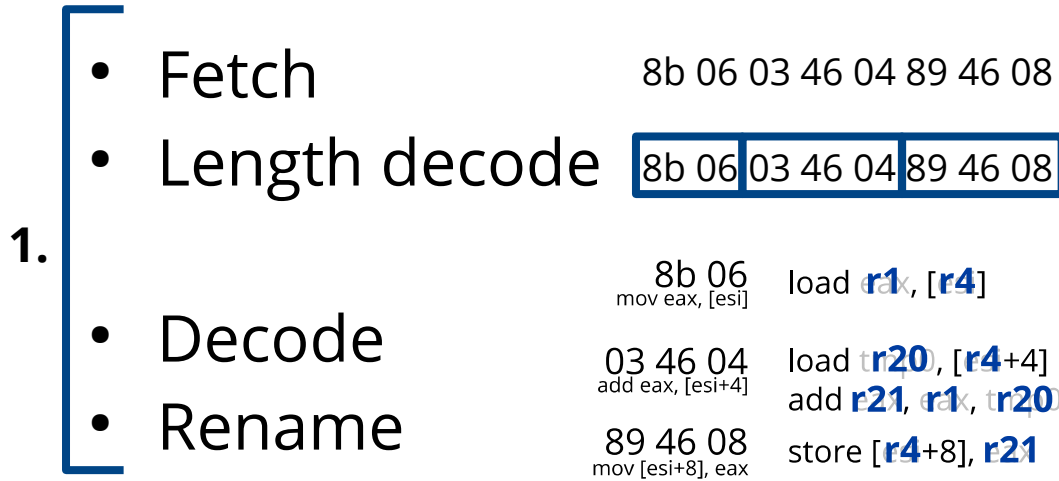 • Fetch 8b 06 03 46 04 89 46 08
• Length decode 8b 06 03 46 04 89 46 08
1.
8b 06 load r1, [r4]
mov eax, [esi]
• Decode
03 46 04 load r20, [r4+4]
add eax, [esi+4]
add r21, r1, r20
• Rename
89 46 08 store [r4+8], r21
mov [esi+8], eax